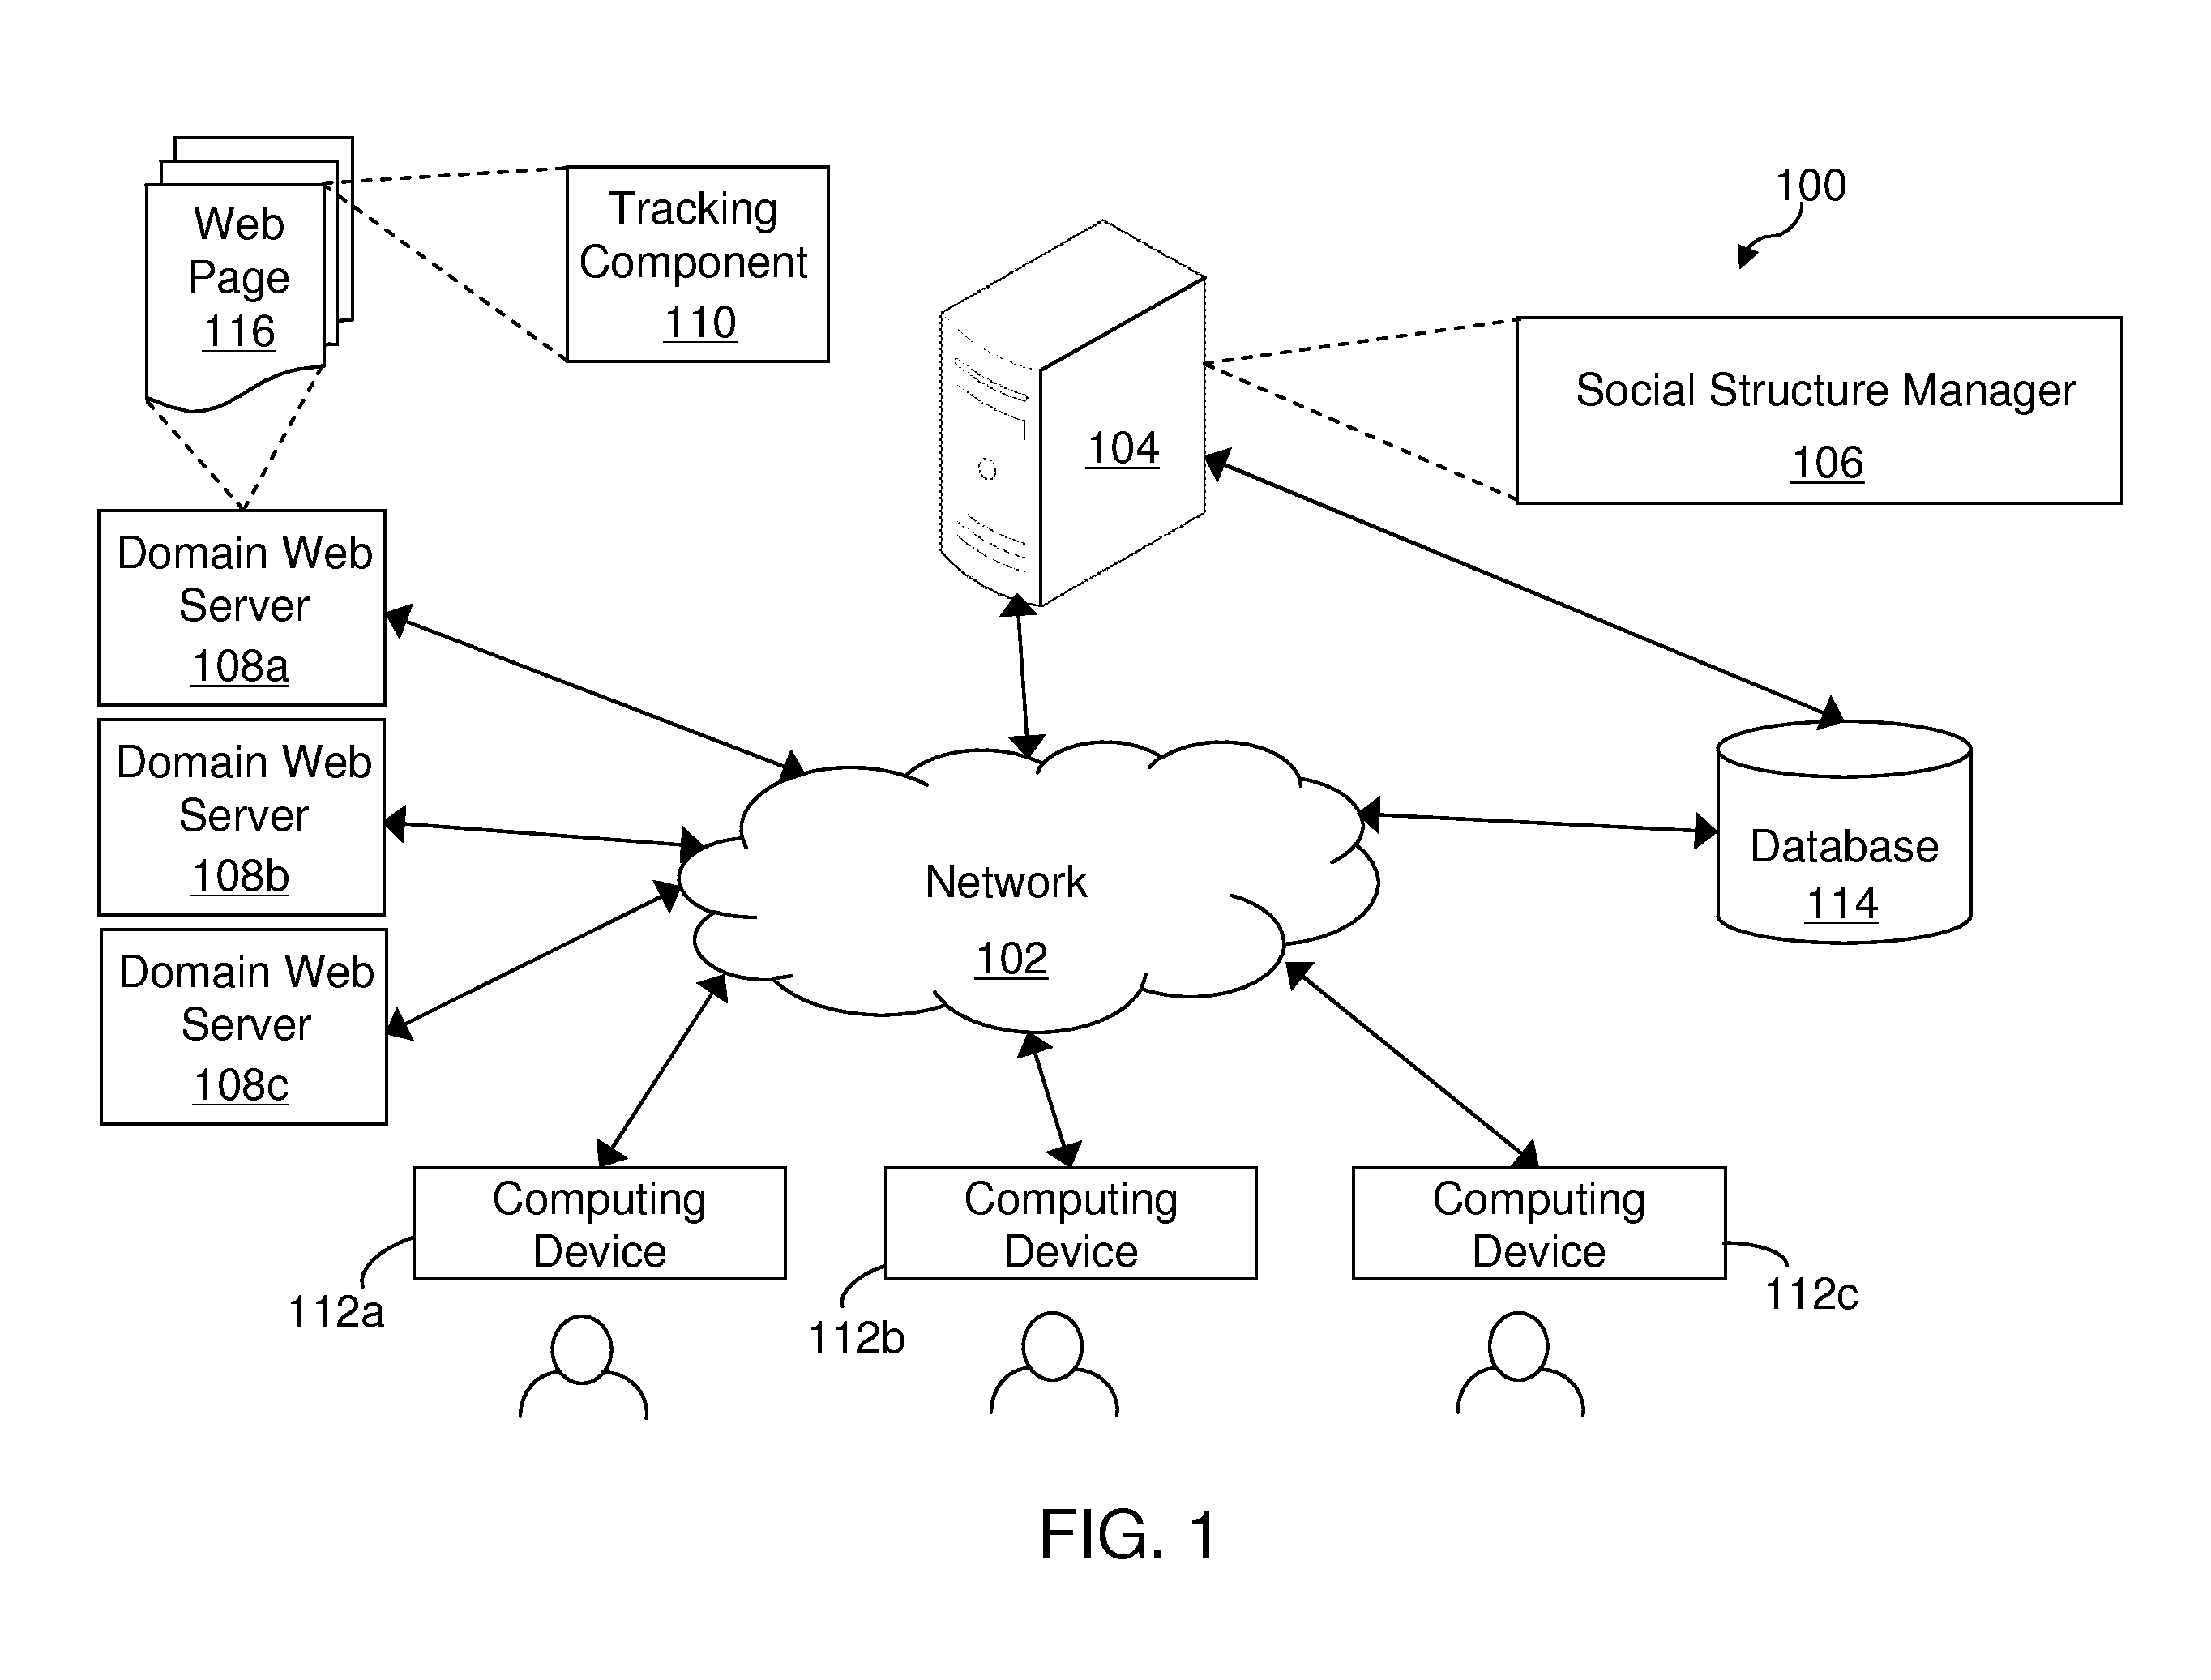 Web
Page
116
Tracking
Component
110
100
104
Social Structure Manager
106
Domain Web
Server
108a
Domain Web
Server
108b
Domain Web
Server
108c
Network
102
Database
114
Computing
Device
112a
Computing
Device
112b
Computing
Device
112c
FIG. 1